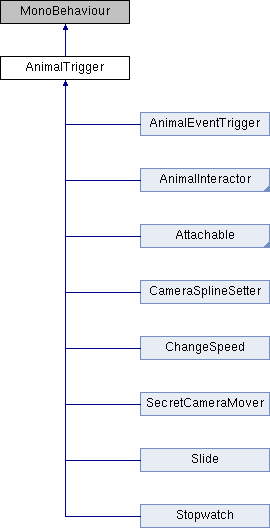 MonoBehaviour
AnimalTrigger
AnimalEventTrigger
AnimalInteractor
Attachable
CameraSplineSetter
ChangeSpeed
SecretCameraMover
Slide
Stopwatch